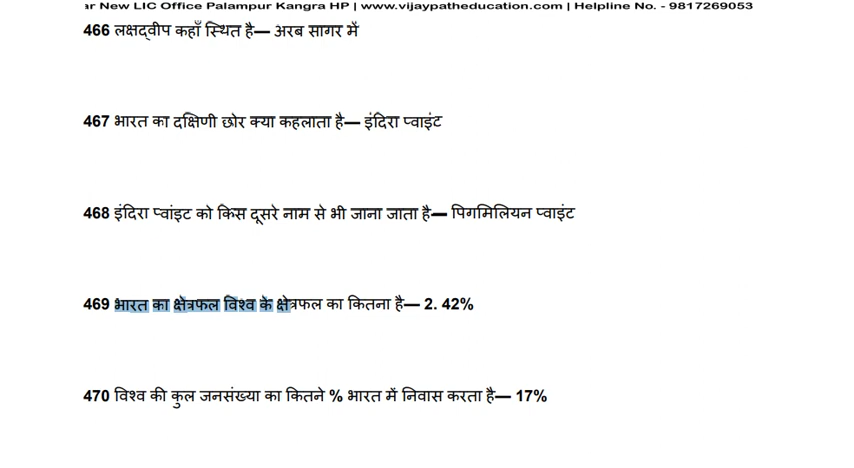 ar New LIC Office Palampur Kangra HP | www.vijaypatheducation.com | Helpline No. - 9817269053
466 लक्षद्वीप कहाँ स्थित है— अरब सागर में
467 भारत का दक्षिणी छोर क्या कहलाता है— इंदिरा प्वाइंट
468 इंदिरा प्वांइट को किस दूसरे नाम से भी जाना जाता है— पिगमिलियन प्वाइंट
469 भारत का क्षेत्रफल विश्व के क्षेत्रफल का कितना है— 2. 42%
470 विश्व की कुल जनसंख्या का कितने % भारत में निवास करता है— 17%